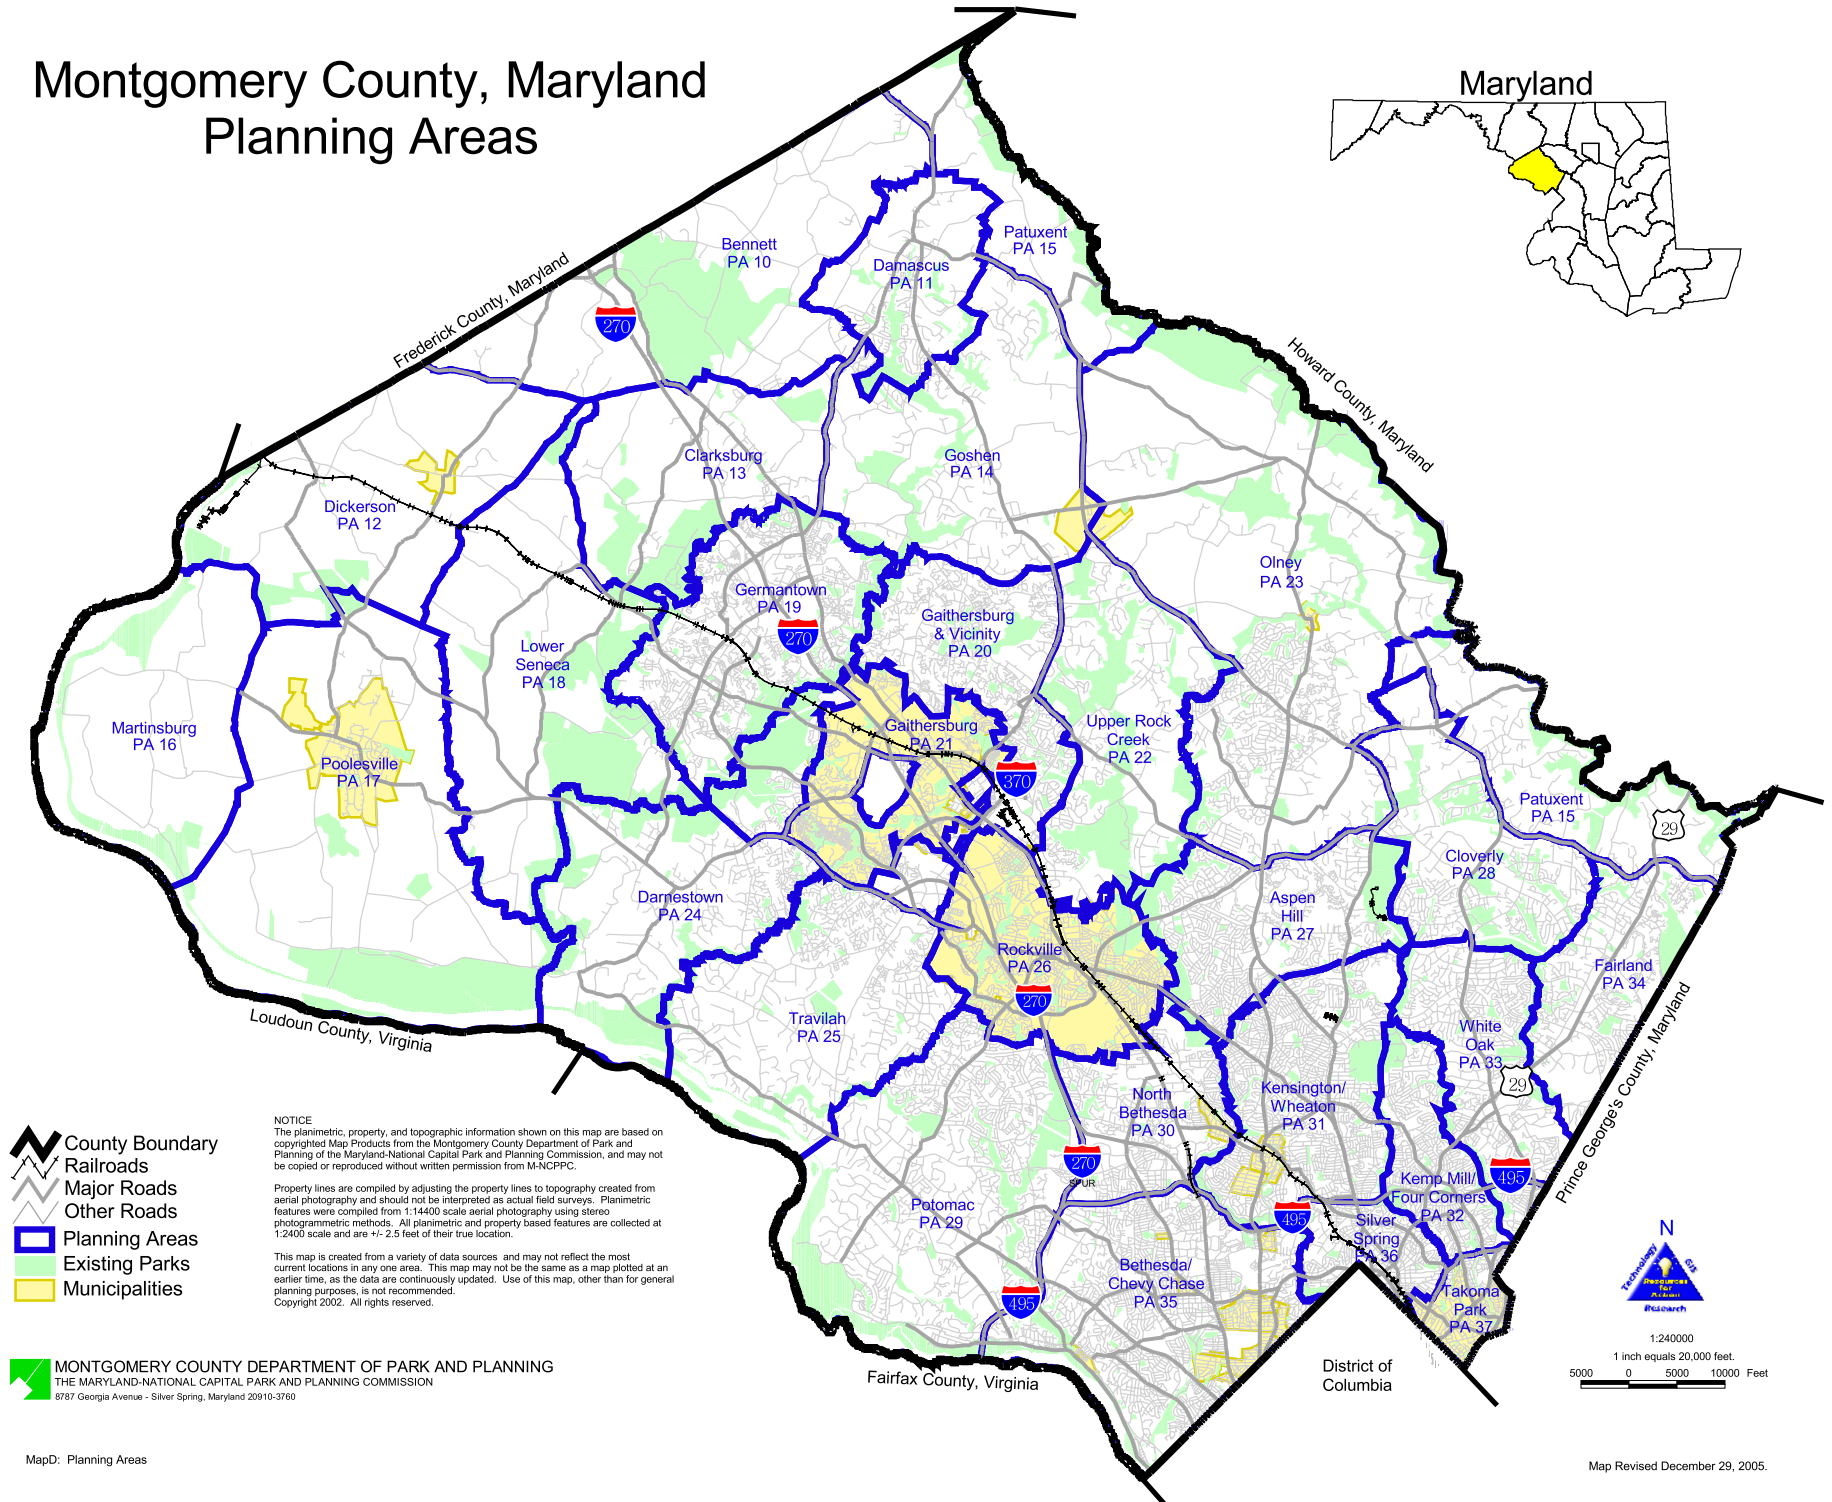 Montgomery County, Maryland
Planning Areas
Maryland
Frederick County, Maryland
Howard County, Maryland
Prince George's County, Maryland
Loudoun County, Virginia
Fairfax County, Virginia
District of
Columbia
Bennett
PA 10
Damascus
PA 11
Patuxent
PA 15
270
Clarksburg
PA 13
Goshen
PA 14
Dickerson
PA 12
Olney
PA 23
Germantown
PA 19
270
Gaithersburg
& Vicinity
PA 20
Lower
Seneca
PA 18
Martinsburg
PA 16
Poolesville
PA 17
Gaithersburg
PA 21
370
Upper Rock
Creek
PA 22
Patuxent
PA 15
29
Cloverly
PA 28
Darnestown
PA 24
Aspen
Hill
PA 27
Rockville
PA 26
270
Fairland
PA 34
Travilah
PA 25
White
Oak
PA 33
29
North
Bethesda
PA 30
Kensington/
Wheaton
PA 31
270
SPUR
495
Kemp Mill/
Four Corners
PA 32
Potomac
PA 29
495
Silver
Spring
PA 36
Bethesda/
Chevy Chase
PA 35
495
Takoma
Park
PA 37
County Boundary
Railroads
Major Roads
Other Roads
Planning Areas
Existing Parks
Municipalities
NOTICE
The planimetric, property, and topographic information shown on this map are based on
copyrighted Map Products from the Montgomery County Department of Park and
Planning of the Maryland-National Capital Park and Planning Commission, and may not
be copied or reproduced without written permission from M-NCPPC.
Property lines are compiled by adjusting the property lines to topography created from
aerial photography and should not be interpreted as actual field surveys. Planimetric
features were compiled from 1:14400 scale aerial photography using stereo
photogrammetric methods. All planimetric and property based features are collected at
1:2400 scale and are +/- 2.5 feet of their true location.
This map is created from a variety of data sources and may not reflect the most
current locations in any one area. This map may not be the same as a map plotted at an
earlier time, as the data are continuously updated. Use of this map, other than for general
planning purposes, is not recommended.
Copyright 2002. All rights reserved.
MONTGOMERY COUNTY DEPARTMENT OF PARK AND PLANNING
THE MARYLAND-NATIONAL CAPITAL PARK AND PLANNING COMMISSION
8787 Georgia Avenue - Silver Spring, Maryland 20910-3760
N
Technology
GIS
Resources
For
Action
Research
1:240000
1 inch equals 20,000 feet.
5000 0 5000 10000 Feet
MapD: Planning Areas
Map Revised December 29, 2005.